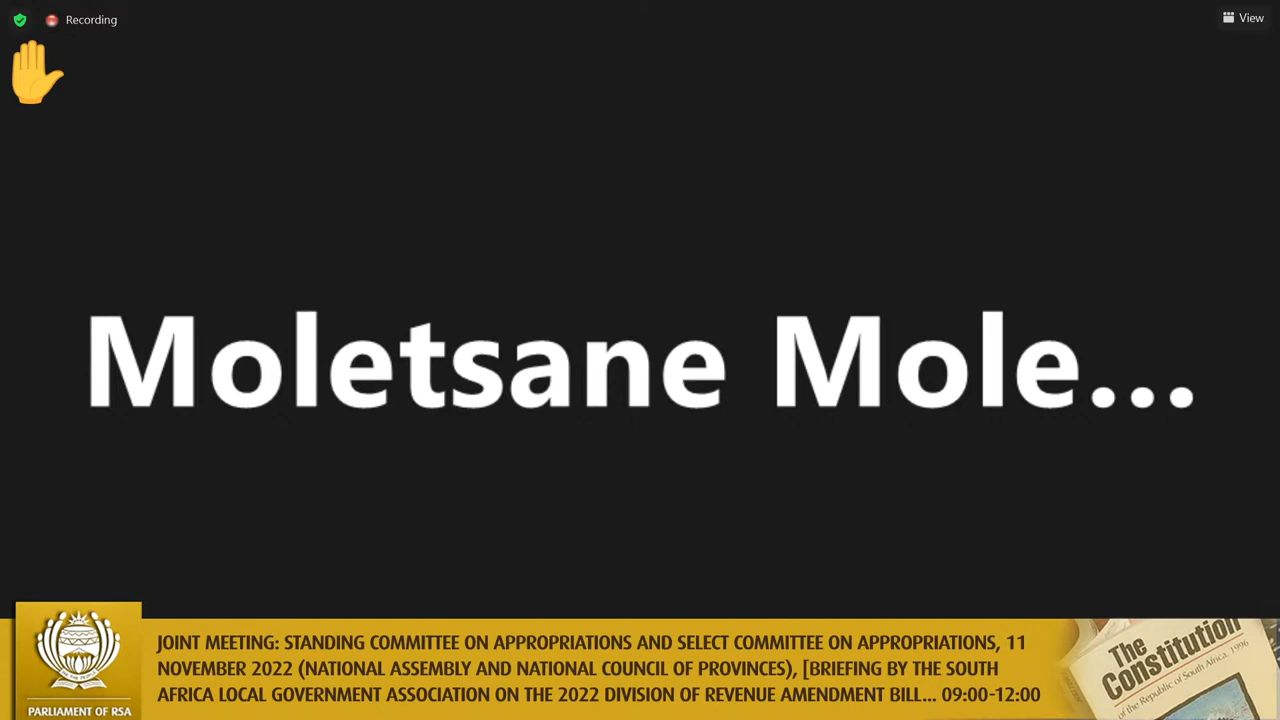 Recording
View
Moletsane Mole...
JOINT MEETING: STANDING COMMITTEE ON APPROPRIATIONS AND SELECT COMMITTEE ON APPROPRIATIONS, 11
NOVEMBER 2022 (NATIONAL ASSEMBLY AND NATIONAL COUNCIL OF PROVINCES), [BRIEFING BY THE SOUTH
AFRICA LOCAL GOVERNMENT ASSOCIATION ON THE 2022 DIVISION OF REVENUE AMENDMENT BILL... 09:00-12:00
PARLIAMENT OF RSA
The
Constitution
of the Republic of South Africa, 1996